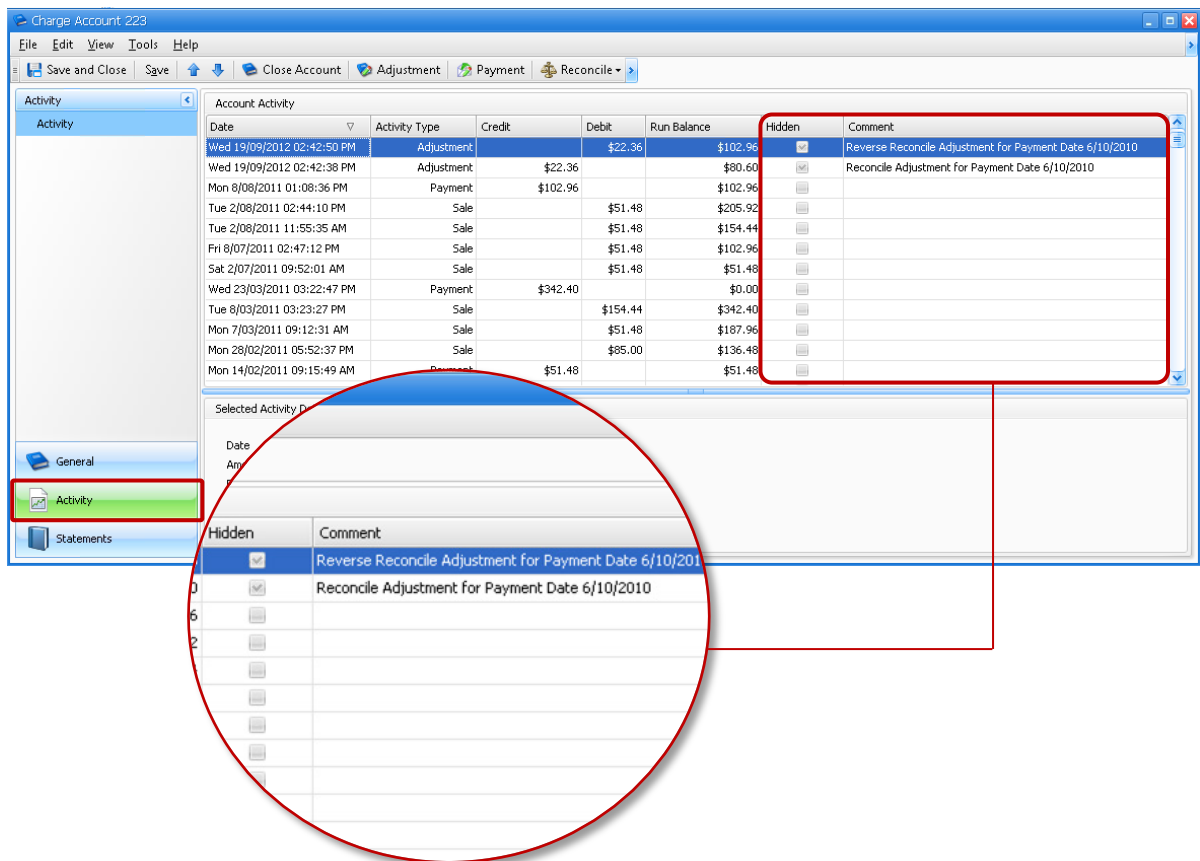 Charge Account 223
File Edit View Tools Help
Save and Close Save Close Account Adjustment Payment Reconcile
Activity
Activity
Account Activity
Date Activity Type Credit Debit Run Balance Hidden Comment
Wed 19/09/2012 02:42:50 PM Adjustment $22.36 $102.96 Reverse Reconcile Adjustment for Payment Date 6/10/2010
Wed 19/09/2012 02:42:38 PM Adjustment $22.36 $80.60 Reconcile Adjustment for Payment Date 6/10/2010
Mon 8/08/2011 01:08:36 PM Payment $102.96 $102.96
Tue 2/08/2011 02:44:10 PM Sale $51.48 $205.92
Tue 2/08/2011 11:55:35 AM Sale $51.48 $154.44
Fri 8/07/2011 02:47:12 PM Sale $51.48 $102.96
Sat 2/07/2011 09:52:01 AM Sale $51.48 $51.48
Wed 23/03/2011 03:22:47 PM Payment $342.40 $0.00
Tue 8/03/2011 03:23:27 PM Sale $154.44 $342.40
Mon 7/03/2011 09:12:31 AM Sale $51.48 $187.96
Mon 28/02/2011 05:52:37 PM Sale $85.00 $136.48
Mon 14/02/2011 09:15:49 AM Payment $51.48 $51.48
Selected Activity
Date
General
Activity
Statements
Hidden Comment
Reverse Reconcile Adjustment for Payment Date 6/10/201
0 Reconcile Adjustment for Payment Date 6/10/2010
6
2